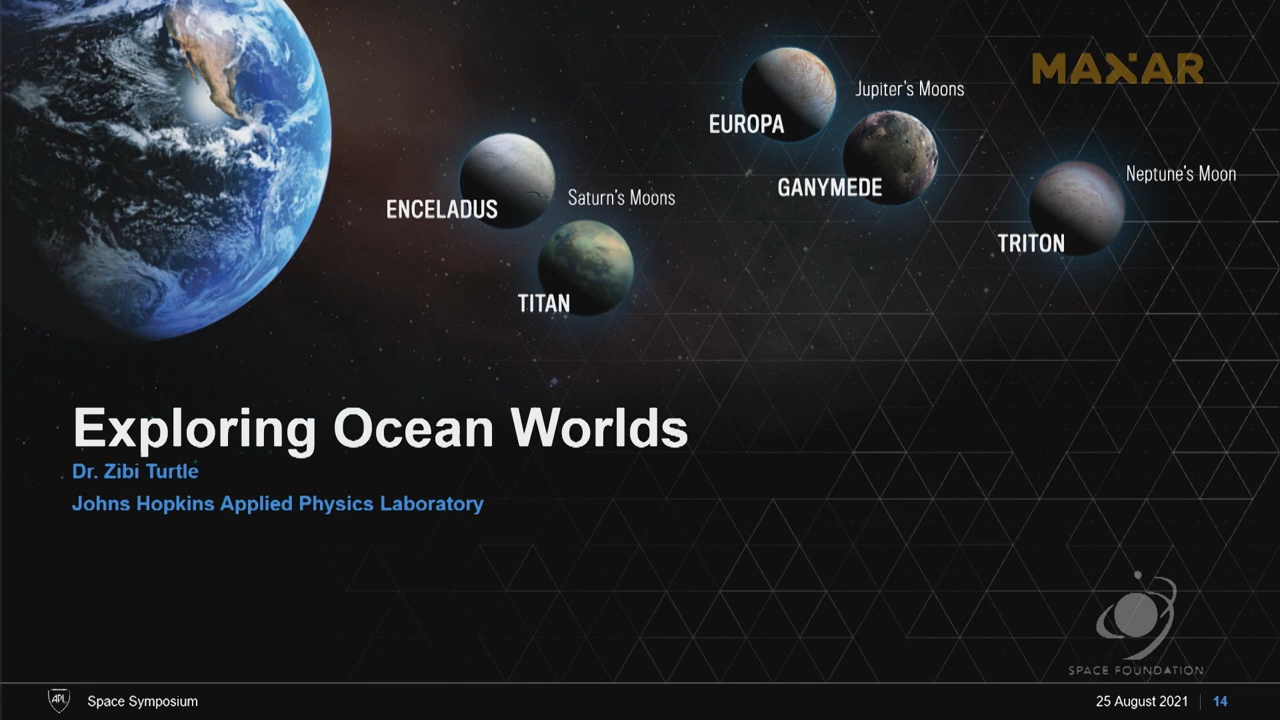 MAXAR
Jupiter's Moons
EUROPA
GANYMEDE
Neptune's Moon
TRITON
Saturn's Moons
ENCELADUS
TITAN
Exploring Ocean Worlds
Dr. Zibi Turtle
Johns Hopkins Applied Physics Laboratory
SPACE FOUNDATION
APL
Space Symposium
25 August 2021 | 14